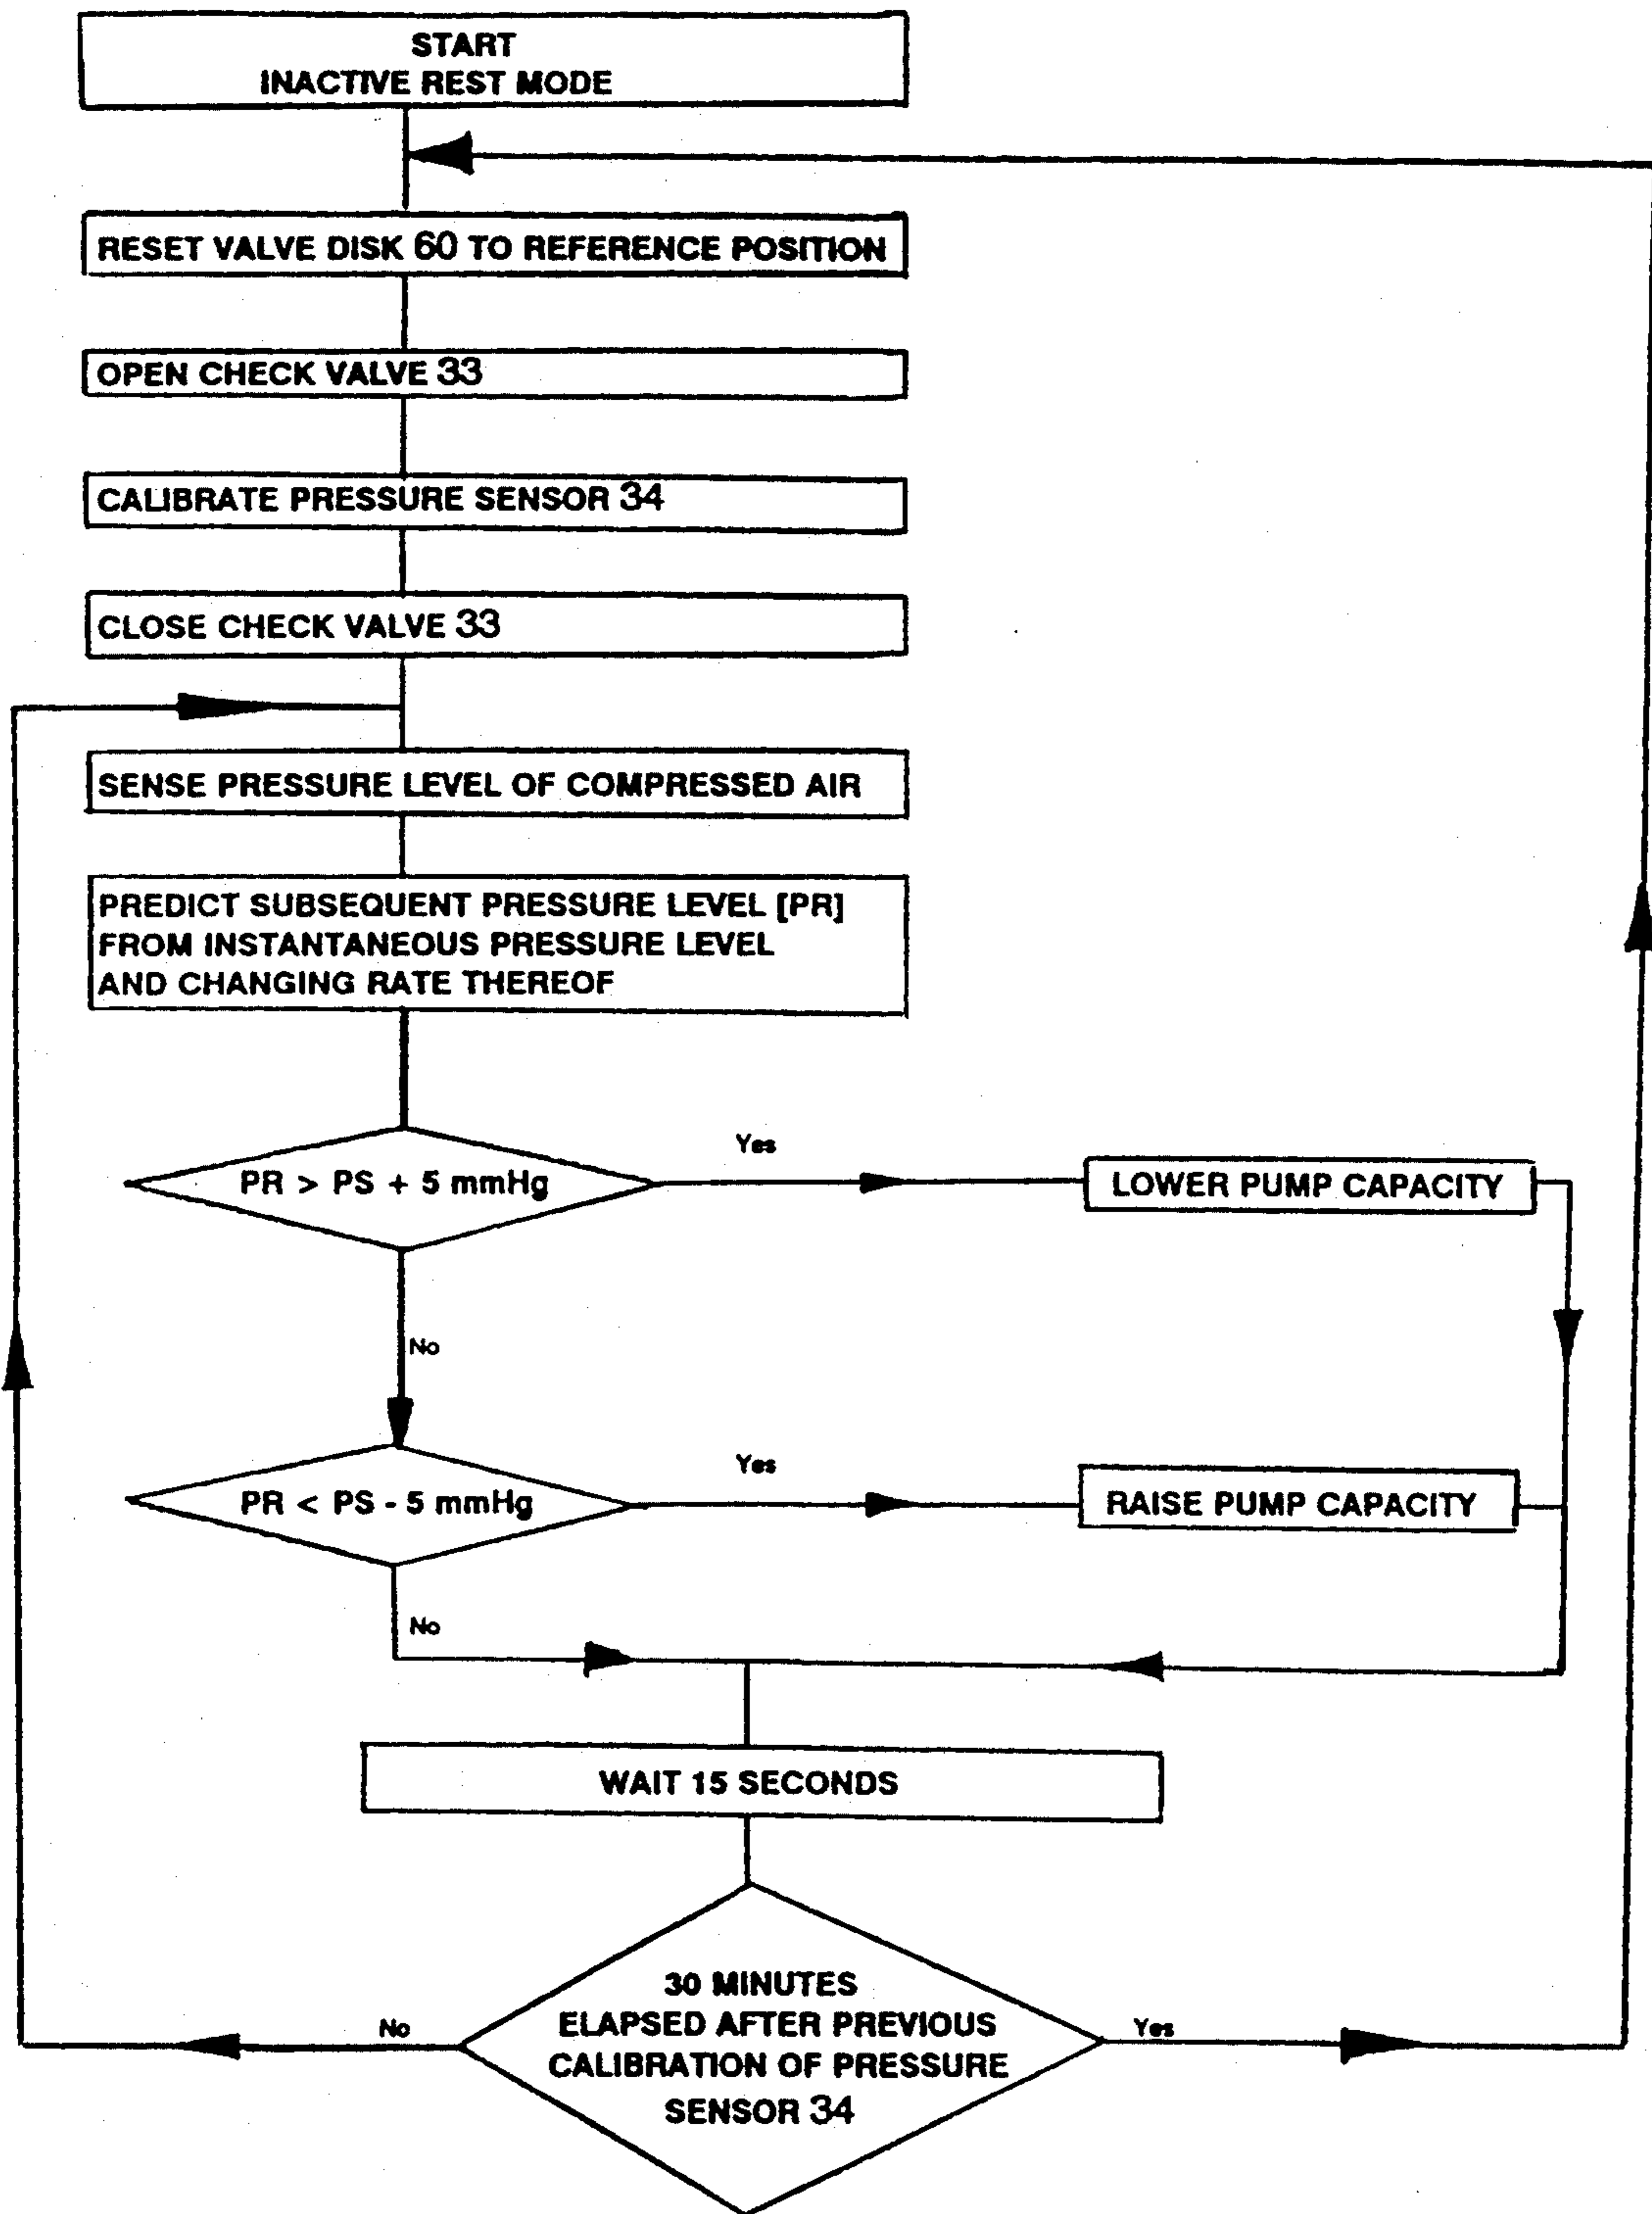 START
INACTIVE REST MODE
RESET VALVE DISK 60 TO REFERENCE POSITION
OPEN CHECK VALVE 33
CALIBRATE PRESSURE SENSOR 34
CLOSE CHECK VALVE 33
SENSE PRESSURE LEVEL OF COMPRESSED AIR
PREDICT SUBSEQUENT PRESSURE LEVEL [PR]
FROM INSTANTANEOUS PRESSURE LEVEL
AND CHANGING RATE THEREOF
Yes
PR > PS + 5 mmHg
LOWER PUMP CAPACITY
No
Yes
PR < PS - 5 mmHg
RAISE PUMP CAPACITY
No
WAIT 15 SECONDS
30 MINUTES
ELAPSED AFTER PREVIOUS
CALIBRATION OF PRESSURE
SENSOR 34
No
Yes